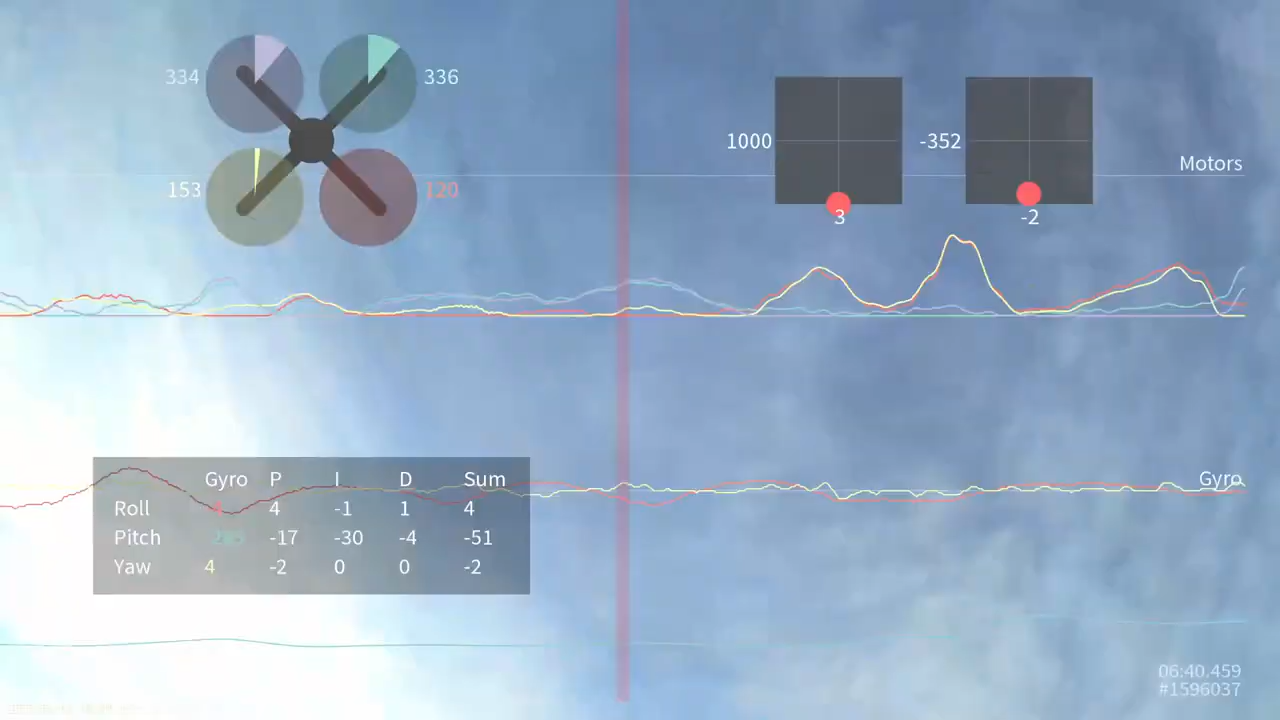 334 336
1000 -352
Motors
153 120
3 -2
Gyro P I D Sum
Gyro
Roll 4 -1 1 4
Pitch -17 -30 -4 -51
Yaw 4 -2 0 0 -2
06:40.459
#1596037